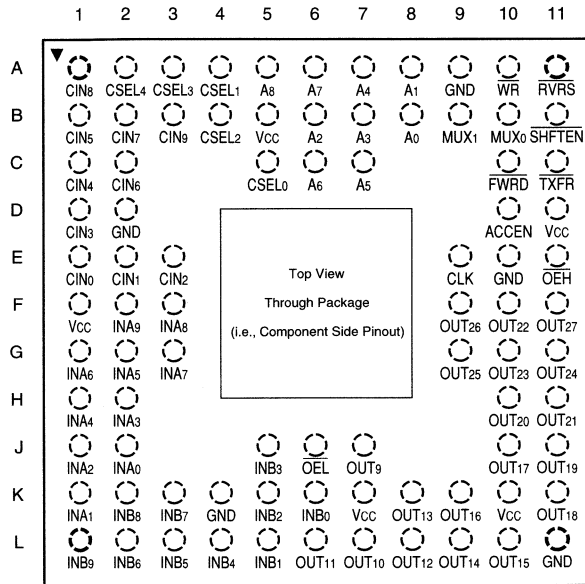 1 2 3 4 5 6 7 8 9 10 11
A
CIN8 CSEL4 CSEL3 CSEL1 A8 A7 A4 A1 GND WR RVRS
B
CIN5 CIN7 CIN9 CSEL2 VCC A2 A3 A0 MUX1 MUX0 SHFTEN
C
CIN4 CIN6 CSEL0 A6 A5 FWRD TXFR
D
CIN3 GND ACCEN VCC
E
CIN0 CIN1 CIN2 CLK GND OEH
F
VCC INA9 INA8 OUT26 OUT22 OUT27
G
INA6 INA5 INA7 OUT25 OUT23 OUT24
H
INA4 INA3 OUT20 OUT21
J
INA2 INA0 INB3 OEL OUT9 OUT17 OUT19
K
INA1 INB8 INB7 GND INB2 INB0 VCC OUT13 OUT16 VCC OUT18
L
INB9 INB6 INB5 INB4 INB1 OUT11 OUT10 OUT12 OUT14 OUT15 GND
Top View
Through Package
(i.e., Component Side Pinout)